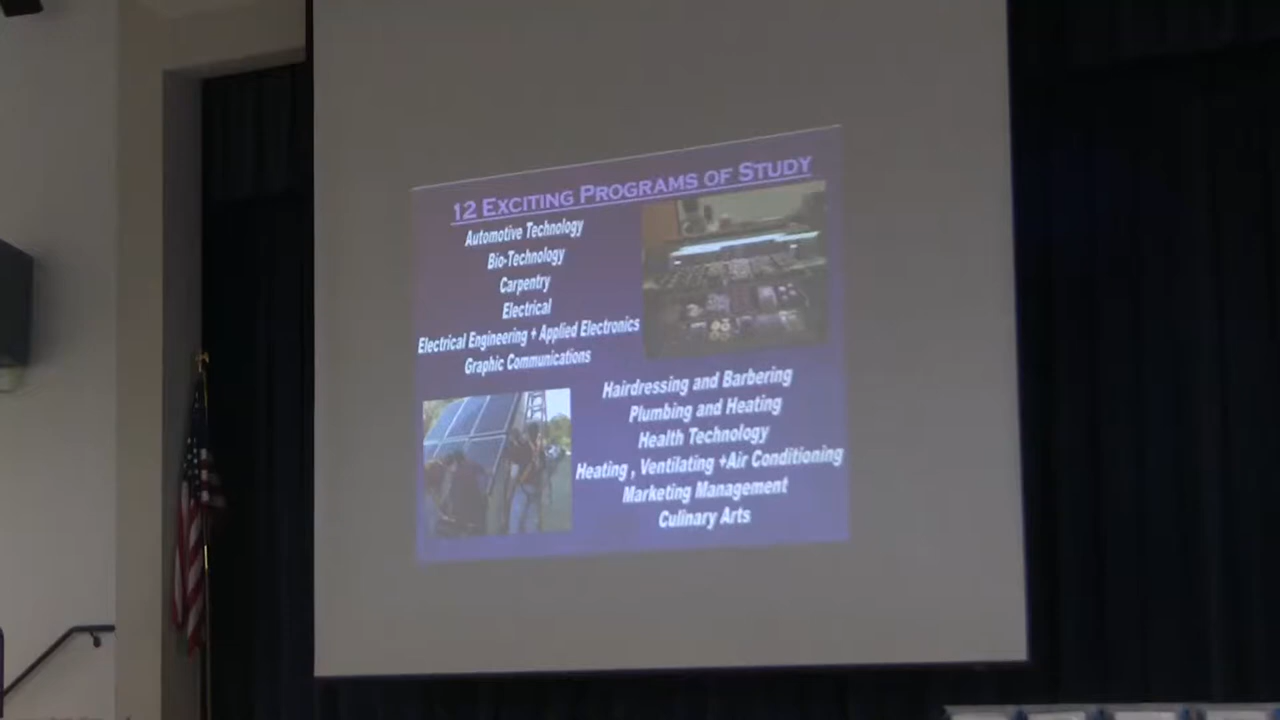 12 EXCITING PROGRAMS OF STUDY
Automotive Technology
Bio-Technology
Carpentry
Electrical
Electrical Engineering + Applied Electronics
Graphic Communications
Hairdressing and Barbering
Plumbing and Heating
Health Technology
Heating , Ventilating +Air Conditioning
Marketing Management
Culinary Arts